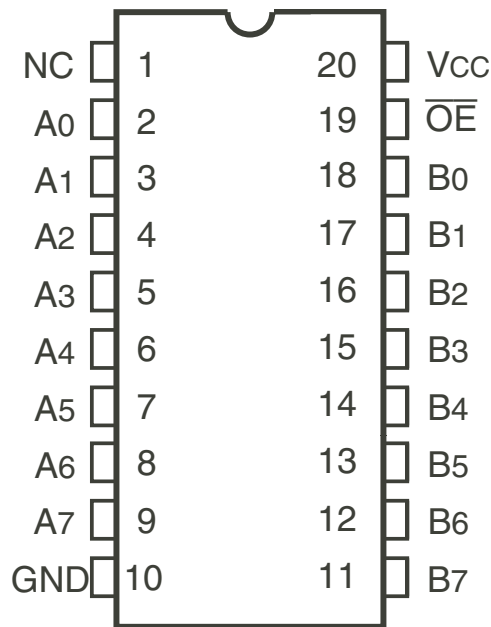 NC 1 20 VCC
A0 2 19 O̅E̅
A1 3 18 B0
A2 4 17 B1
A3 5 16 B2
A4 6 15 B3
A5 7 14 B4
A6 8 13 B5
A7 9 12 B6
GND 10 11 B7